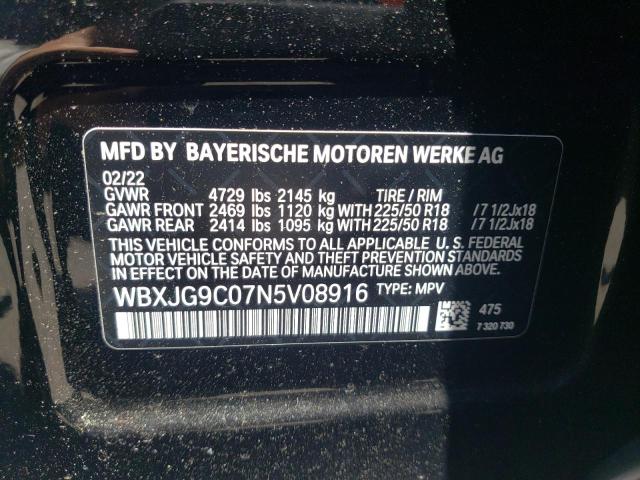 MFD BY BAYERISCHE MOTOREN WERKE AG
02/22
GVWR 4729 lbs 2145 kg TIRE / RIM
GAWR FRONT 2469 lbs 1120 kg WITH 225/50 R18 /7 1/2Jx18
GAWR REAR 2414 lbs 1095 kg WITH 225/50 R18 /7 1/2Jx18
THIS VEHICLE CONFORMS TO ALL APPLICABLE U. S. FEDERAL
MOTOR VEHICLE SAFETY AND THEFT PREVENTION
STANDARDS IN EFFECT ON THE DATE OF MANUFACTURE SHOWN ABOVE.
WBXJG9C07N5V08916 TYPE: MPV
475
7 320 730